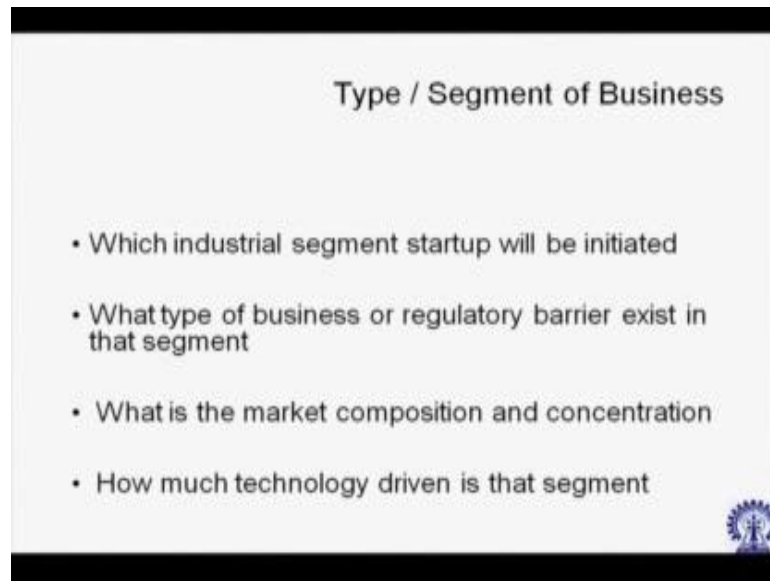 Type / Segment of Business
• Which industrial segment startup will be initiated
• What type of business or regulatory barrier exist in
that segment
• What is the market composition and concentration
• How much technology driven is that segment